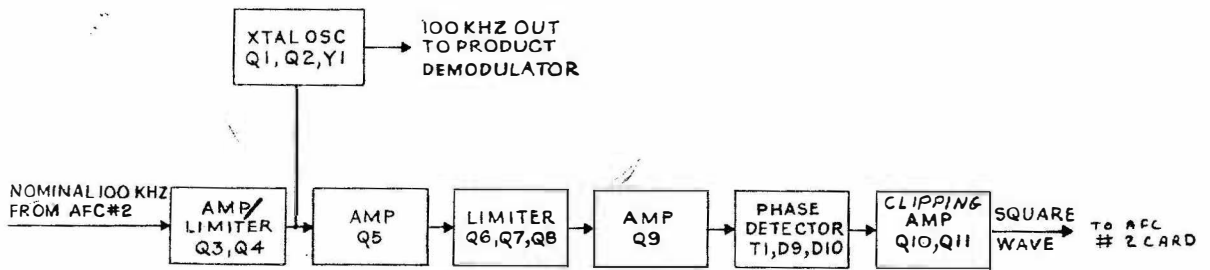 XTAL OSC
Q1, Q2, Y1
100 KHZ OUT
TO PRODUCT
DEMODULATOR
NOMINAL 100 KHZ
FROM AFC#2
AMP/
LIMITER
Q3, Q4
AMP
Q5
LIMITER
Q6, Q7, Q8
AMP
Q9
PHASE
DETECTOR
T1, D9, D10
CLIPPING
AMP
Q10, Q11
SQUARE
WAVE
TO AFC
# 2 CARD